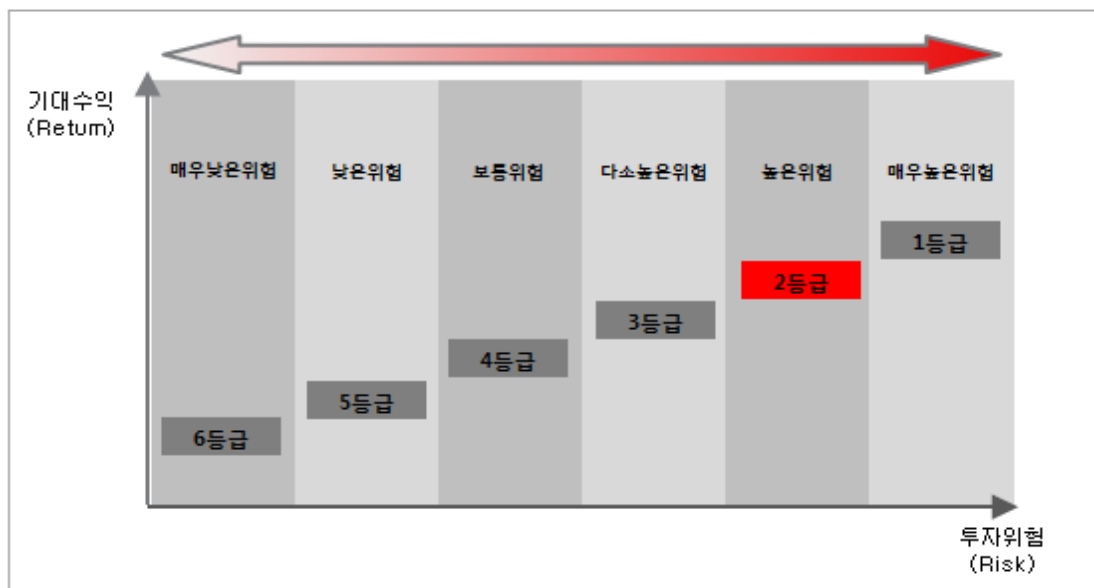 기대수익
(Return)
매우낮은위험 낮은위험 보통위험 다소높은위험 높은위험 매우높은위험
1등급
2등급
3등급
4등급
5등급
6등급
투자위험
(Risk)